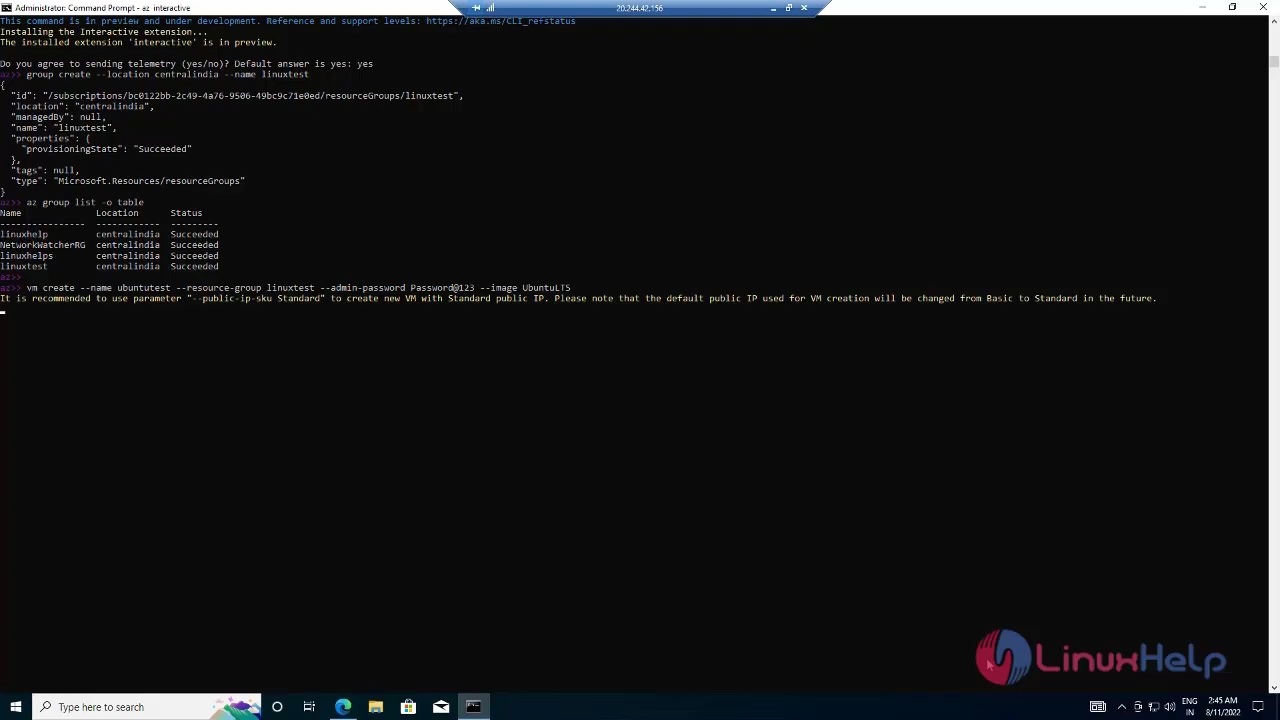 Administrator: Command Prompt - az interactive
20.244.42.156
This command is in preview and under development. Reference and support levels: https://aka.ms/CLI_refstatus
Installing the Interactive extension...
The installed extension 'interactive' is in preview.
Do you agree to sending telemetry (yes/no)? Default answer is yes: yes
az>> group create --location centralindia --name linuxtest
{
"id": "/subscriptions/bc0122bb-2c49-4a76-9506-49bc9c71e0ed/resourceGroups/linuxtest",
"location": "centralindia",
"managedBy": null,
"name": "linuxtest",
"properties": {
"provisioningState": "Succeeded"
},
"tags": null,
"type": "Microsoft.Resources/resourceGroups"
}
az>> az group list -o table
Name Location Status
---------------- ------------ ---------
linuxhelp centralindia Succeeded
NetworkWatcherRG centralindia Succeeded
linuxhelps centralindia Succeeded
linuxtest centralindia Succeeded
az>>
az>> vm create --name ubuntutest --resource-group linuxtest --admin-password Password@123 --image UbuntuLTS
It is recommended to use parameter "--public-ip-sku Standard" to create new VM with Standard public IP. Please note that the default public IP used for VM creation will be changed from Basic to Standard in the future.
LinuxHelp
Type here to search
ENG
IN
2:45 AM
8/11/2022